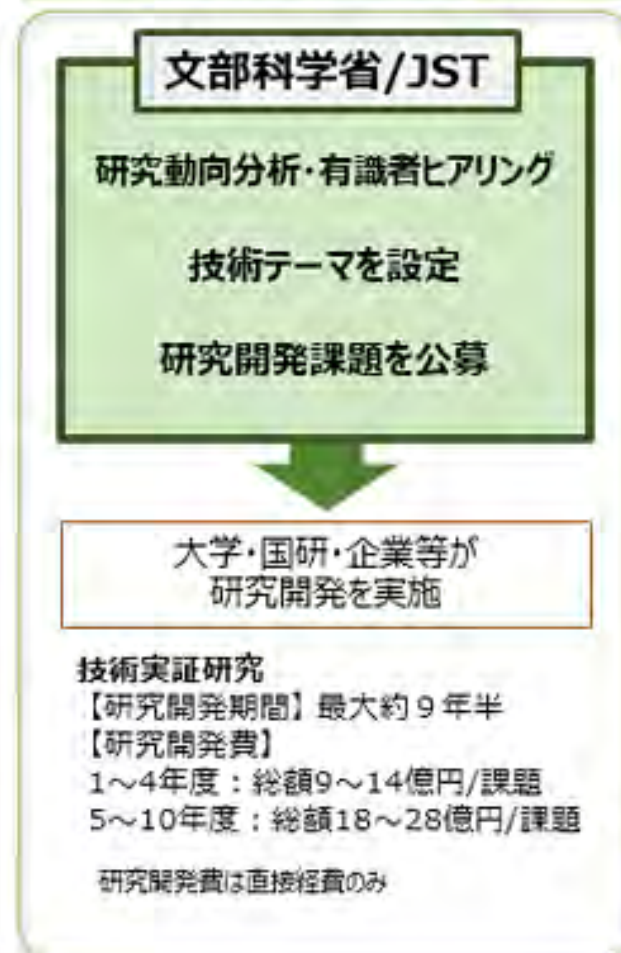 文部科学省/JST
研究動向分析・有識者ヒアリング
技術テーマを設定
研究開発課題を公募
大学・国研・企業等が
研究開発を実施
技術実証研究
【研究開発期間】最大約９年半
【研究開発費】
1～4年度：総額9～14億円/課題
5～10年度：総額18～28億円/課題
研究開発費は直接経費のみ